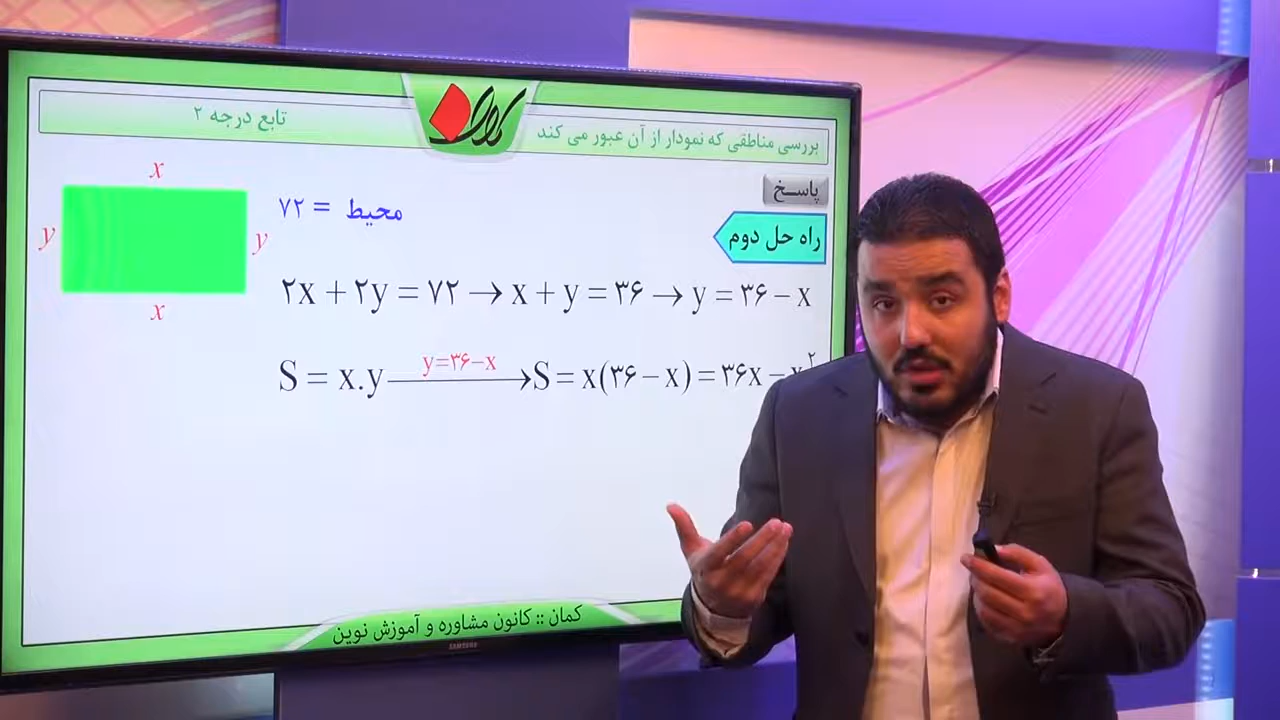 بررسی مناطقی که نمودار از آن عبور می کند
تابع درجه ۲
پاسخ
راه حل دوم
محیط = ۷۲
x
y
y
x
۲x + ۲y = ۷۲ → x + y = ۳۶ → y = ۳۶ − x
y=۳۶−x
S = x.y → S = x(۳۶ − x) = ۳۶x − x²
کمان :: کانون مشاوره و آموزش نوین
SAMSUNG